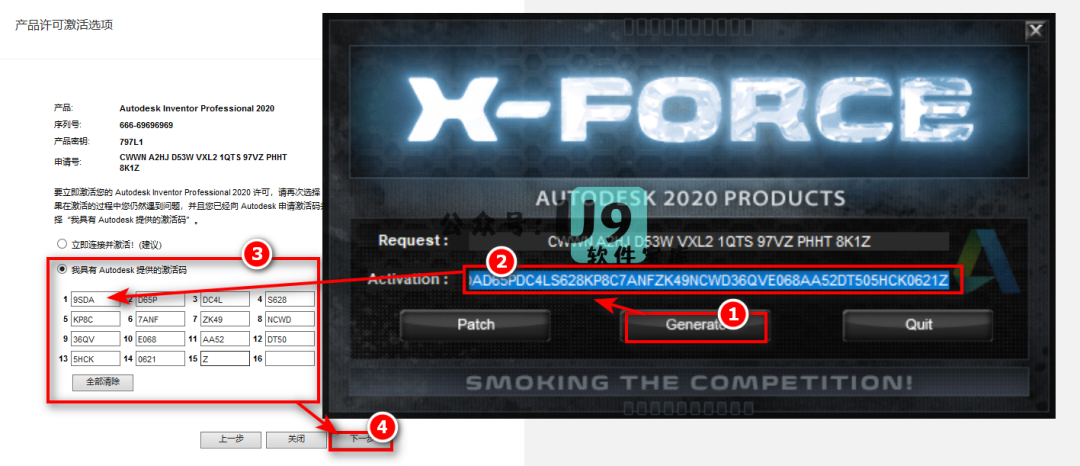 产品许可激活选项
产品: Autodesk Inventor Professional 2020
序列号: 666-69696969
产品密钥: 797L1
申请号: CWWN A2HJ D53W VXL2 1QTS 97VZ PHHT
8K1Z
要立即激活您的 Autodesk Inventor Professional 2020 许可，请再次选择
果在激活的过程中您仍然遇到问题，并且您已经向 Autodesk 申请激活码
择“我具有 Autodesk 提供的激活码”。
立即连接并激活！(建议)
3
我具有 Autodesk 提供的激活码
1 9SDA 2 D65P 3 DC4L 4 S628
5 KP8C 6 7ANF 7 ZK49 8 NCWD
9 36QV 10 E068 11 AA52 12 DT50
13 5HCK 14 0621 15 Z 16
全部清除
4
上一步 关闭 下一步
X
X-FORCE
AUTODESK 2020 PRODUCTS
公众号：
J9
软件
Request : CWWN A2HJ D53W VXL2 1QTS 97VZ PHHT 8K1Z
2
Activation : AD65PDC4LS628KP8C7ANFZK49NCWD36QVE068AA52DT505HCK0621Z
1
Patch Generate Quit
SMOKING THE COMPETITION!